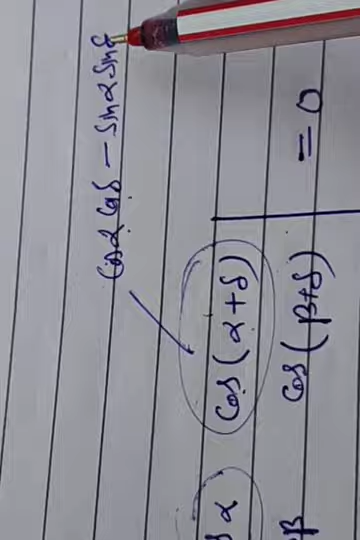 cosα cosδ − sinα sinδ
α cos(α+δ)
β cos(β+δ)
= 0